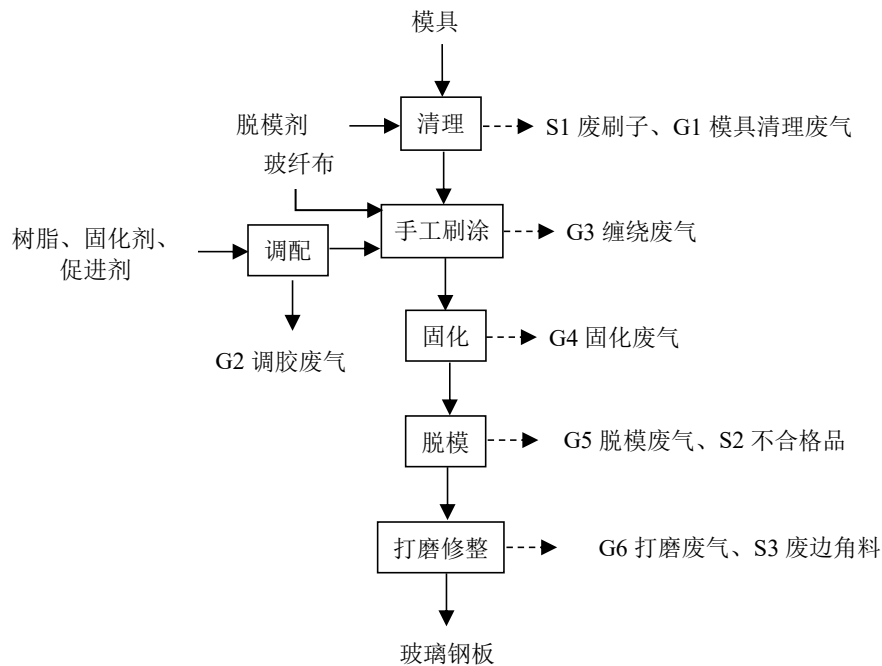 模具
脱模剂
清理
S1 废刷子、G1 模具清理废气
玻纤布
树脂、固化剂、
促进剂
调配
手工刷涂
G3 缠绕废气
G2 调胶废气
固化
G4 固化废气
脱模
G5 脱模废气、S2 不合格品
打磨修整
G6 打磨废气、S3 废边角料
玻璃钢板